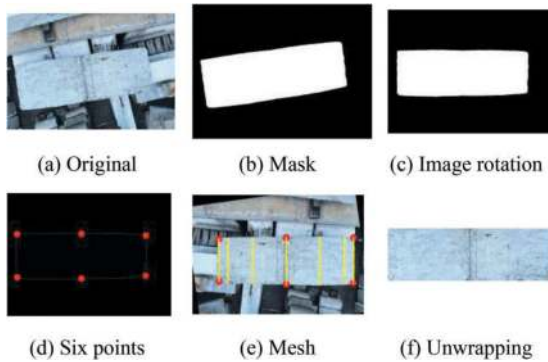 (a) Original
(b) Mask
(c) Image rotation
(d) Six points
(e) Mesh
(f) Unwrapping